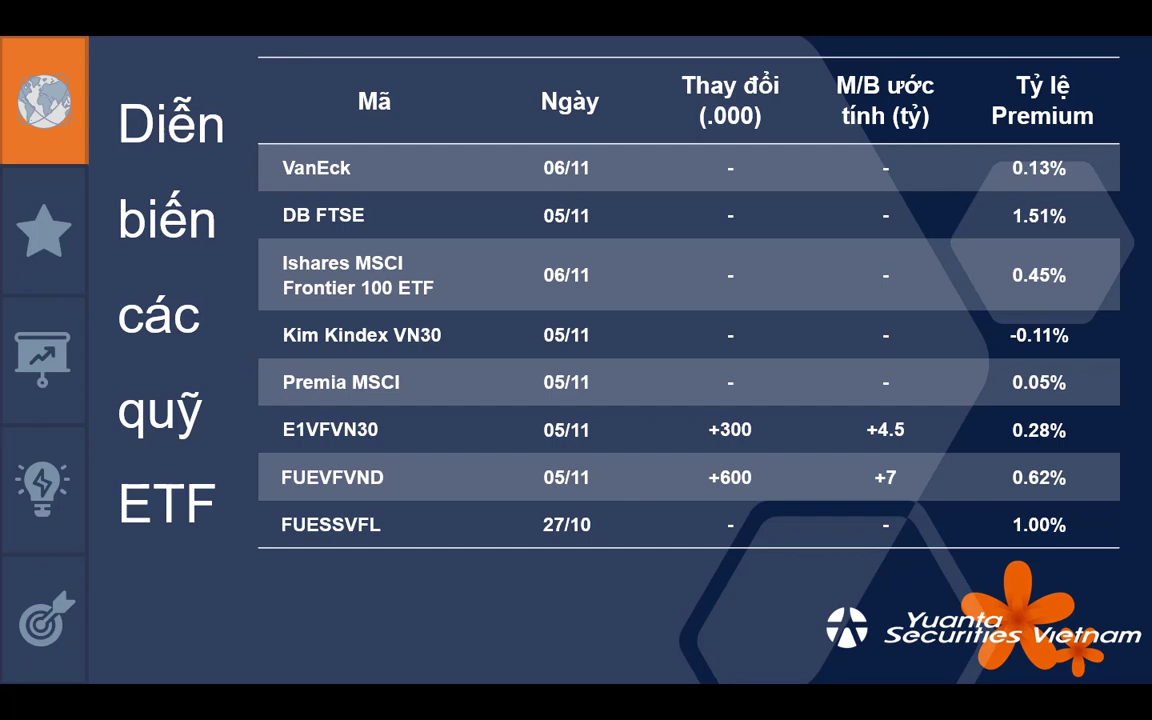 Diễn
biến
các
quỹ
ETF
Mã Ngày Thay đổi (.000) M/B ước tính (tỷ) Tỷ lệ Premium
VanEck 06/11 - - 0.13%
DB FTSE 05/11 - - 1.51%
Ishares MSCI
Frontier 100 ETF 06/11 - - 0.45%
Kim Kindex VN30 05/11 - - -0.11%
Premia MSCI 05/11 - - 0.05%
E1VFVN30 05/11 +300 +4.5 0.28%
FUEVFVND 05/11 +600 +7 0.62%
FUESSVFL 27/10 - - 1.00%
Yuanta
Securities Vietnam